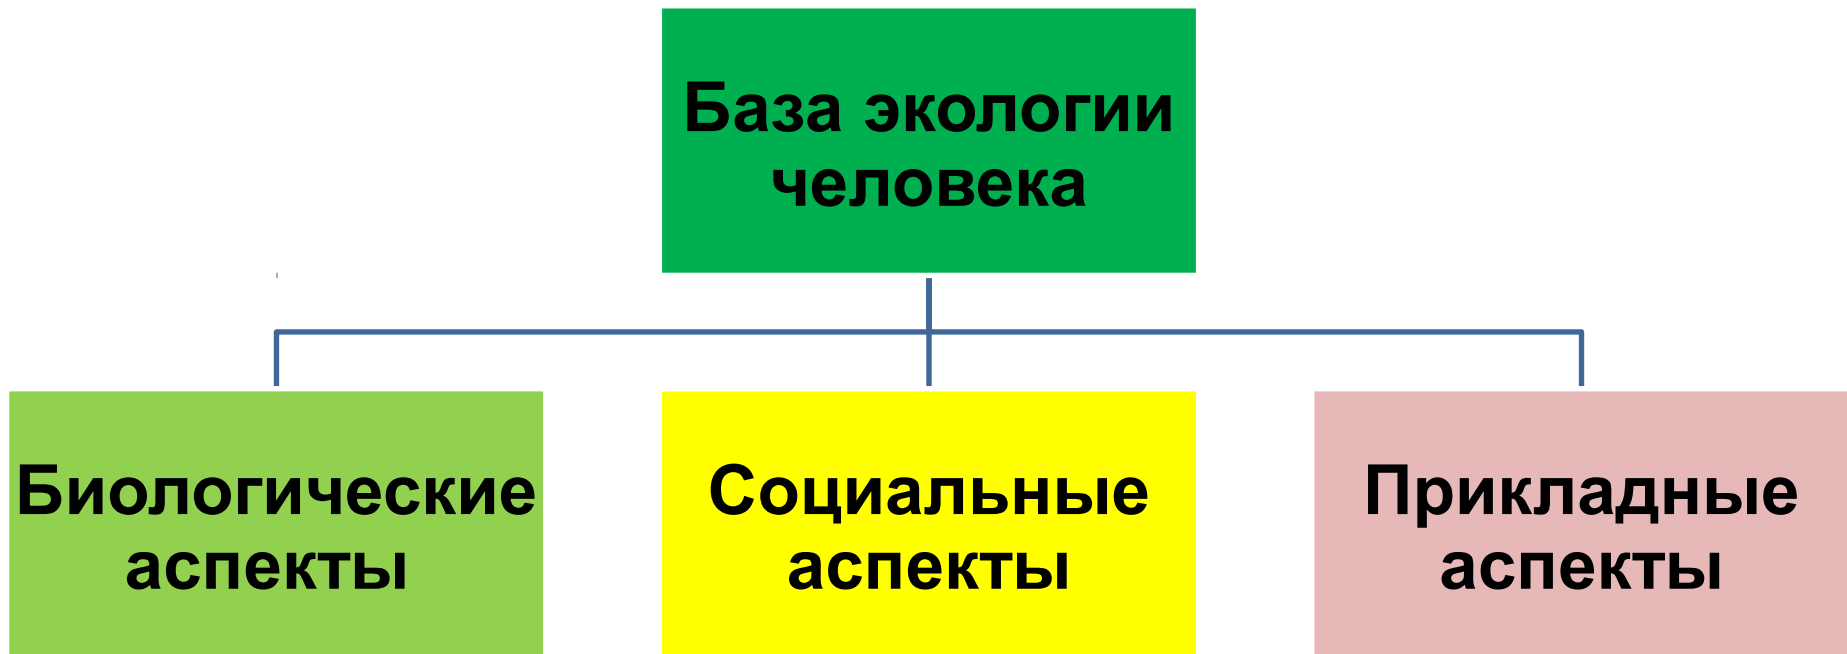 База экологии
человека
Биологические
аспекты
Социальные
аспекты
Прикладные
аспекты